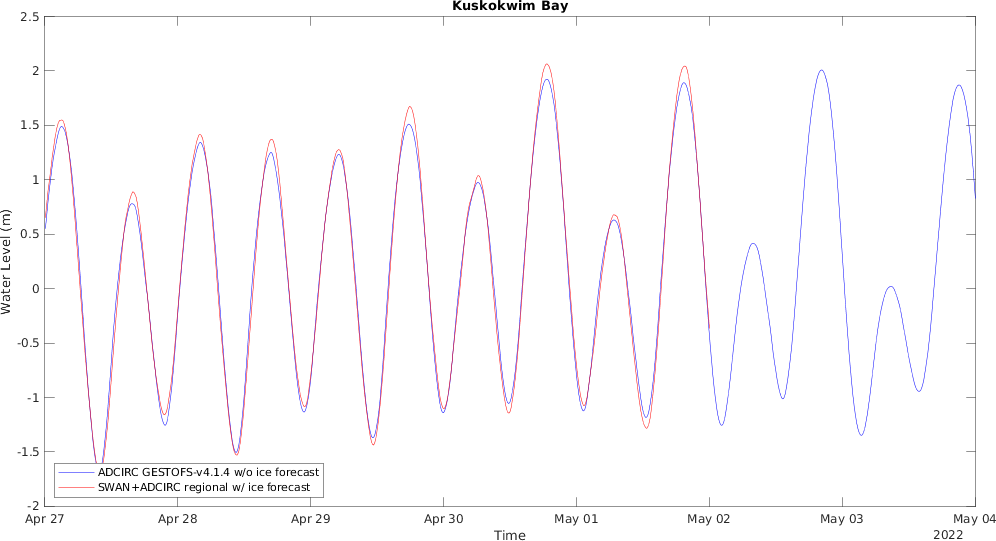 Kuskokwim Bay
2.5
2
1.5
1
0.5
0
-0.5
-1
-1.5
-2
Water Level (m)
ADCIRC GESTOFS-v4.1.4 w/o ice forecast
SWAN+ADCIRC regional w/ ice forecast
Apr 27 Apr 28 Apr 29 Apr 30 May 01 May 02 May 03 May 04
Time
2022